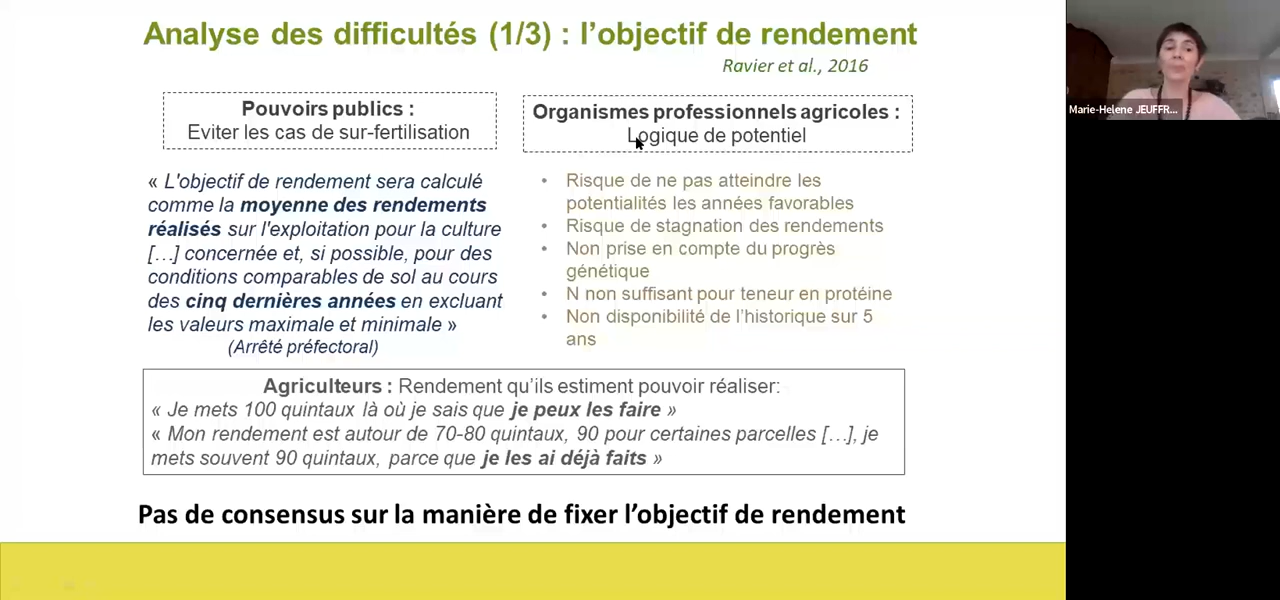 Analyse des difficultés (1/3) : l’objectif de rendement
Ravier et al., 2016
Pouvoirs publics :
Eviter les cas de sur-fertilisation
« L'objectif de rendement sera calculé
comme la moyenne des rendements
réalisés sur l'exploitation pour la culture
[…] concernée et, si possible, pour des
conditions comparables de sol au cours
des cinq dernières années en excluant
les valeurs maximale et minimale »
(Arrêté préfectoral)
Organismes professionnels agricoles :
Logique de potentiel
• Risque de ne pas atteindre les
potentialités les années favorables
• Risque de stagnation des rendements
• Non prise en compte du progrès
génétique
• N non suffisant pour teneur en protéine
• Non disponibilité de l’historique sur 5
ans
Agriculteurs : Rendement qu’ils estiment pouvoir réaliser:
« Je mets 100 quintaux là où je sais que je peux les faire »
« Mon rendement est autour de 70-80 quintaux, 90 pour certaines parcelles […], je
mets souvent 90 quintaux, parce que je les ai déjà faits »
Pas de consensus sur la manière de fixer l’objectif de rendement
Marie-Helene JEUFFR...